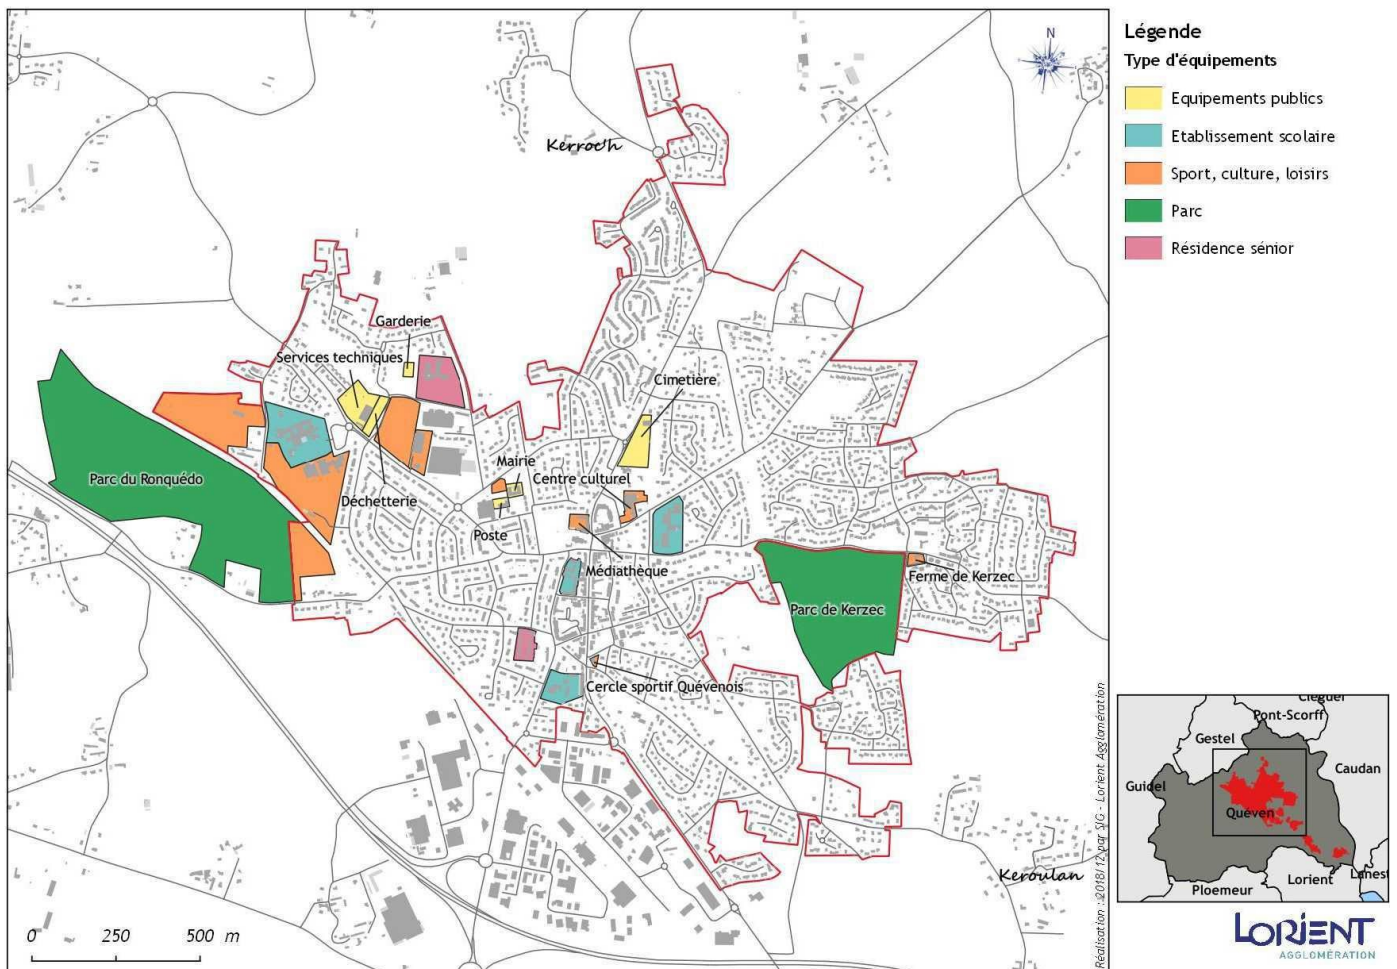 Légende
Type d'équipements
Equipements publics
Etablissement scolaire
Sport, culture, loisirs
Parc
Résidence sénior
N
Kerroc'h
Garderie
Services techniques
Cimetière
Parc du Ronquédo
Mairie
Centre culturel
Déchetterie
Poste
Médiathèque
Ferme de Kerzec
Parc de Kerzec
Cercle sportif Quévenois
Keroulan
0 250 500 m
Réalisation : 2018/12 par SIG - Lorient Agglomération
Cléguer
Pont-Scorff
Gestel
Caudan
Guidel
Quéven
Ploemeur
Lorient
Lanest
LORIENT
AGGLOMÉRATION